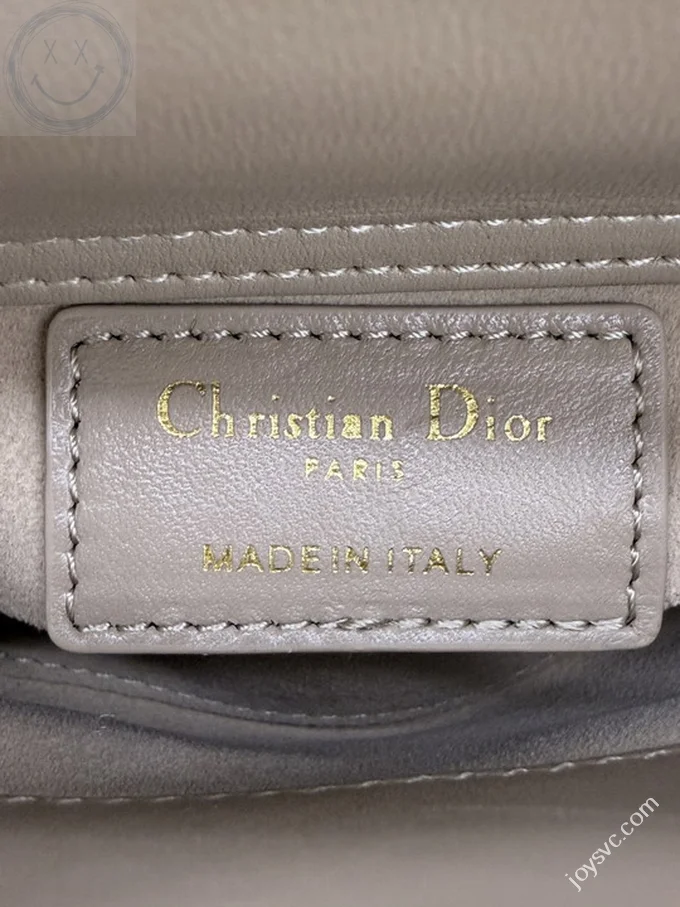 Christian Dior
PARIS
MADE IN ITALY
joysvc.com